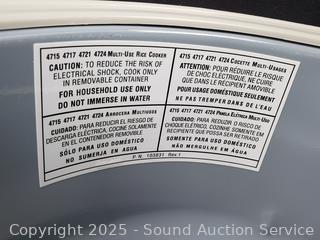 4715 4717 4721 4724 MULTI-USE RICE COOKER
CAUTION: TO REDUCE THE RISK OF
ELECTRICAL SHOCK, COOK ONLY
IN REMOVABLE CONTAINER
FOR HOUSEHOLD USE ONLY
DO NOT IMMERSE IN WATER
4715 4717 4721 4724 COCETTE MULTI-USAGES
ATTENTION: POUR RÉDUIRE LE RISQUE
DE CHOC ÉLECTRIQUE, NE CUIRE QUE
DANS LE RÉCIPIENT AMOVIBLE
POUR USAGE DOMÉSTIQUE SEULEMENT
NE PAS TREMPER DANS DE L'EAU
4715 4717 4721 4724 ARROCERA MULTIUSOS
CUIDADO: PARA REDUCIR EL RIESGO DE
DESCARGA ELÉCTRICA, COCINE SOLAMENTE
EN EL CONTENEDOR REMOVIBLE
SÓLO PARA USO DOMÉSTICO
NO SUMERJA EN AGUA
4715 4717 4721 4724 PANELA ELÉTRICA MULTI-USO
CUIDADO: PARA REDUZIR O RISCO DE
CHOQUE ELÉTRICO, COZINHE SOMENTE EM
RECIPIENTE QUE POSSA SER RETIRADO
SOMENTE PARA USO DOMÉSTICO
NÃO MERGULHE EM ÁGUA
P.N. 103831 Rev 1
Copyright 2025 - Sound Auction Service